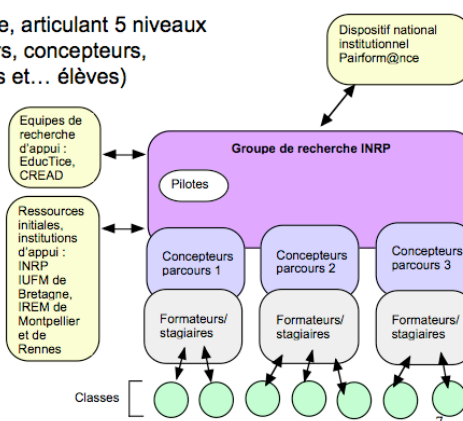 e, articulant 5 niveaux
rs, concepteurs,
s et… élèves)
Dispositif national
institutionnel
Pairform@nce
Equipes de
recherche
d'appui :
EducTice,
CREAD
Groupe de recherche INRP
Pilotes
Ressources
initiales,
institutions
d'appui :
INRP
IUFM de
Bretagne,
IREM de
Montpellier
et de
Rennes
Concepteurs
parcours 1
Concepteurs
parcours 2
Concepteurs
parcours 3
Formateurs/
stagiaires
Formateurs/
stagiaires
Formateurs/
stagiaires
Classes